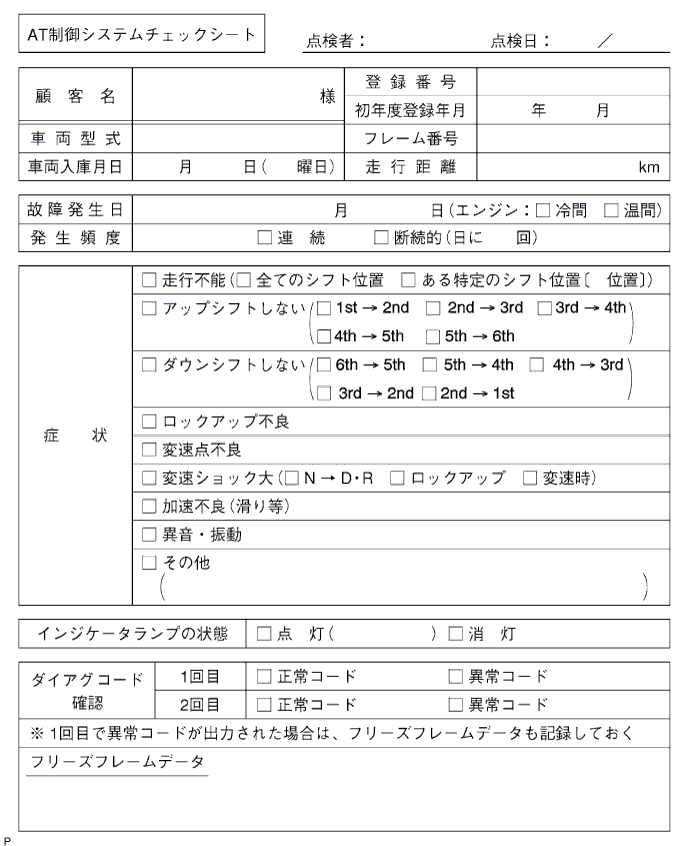 AT制御システムチェックシート
点検者： 点検日： ／
顧 客 名 様 登 録 番 号
初年度登録年月 年 月
車 両 型 式 フレーム番号
車両入庫月日 月 日( 曜日) 走 行 距 離 km
故障発生日 月 日(エンジン：□ 冷間 □ 温間)
発 生 頻 度 □ 連 続 □ 断続的(日に 回)
症 状
□ 走行不能(□ 全てのシフト位置 □ ある特定のシフト位置〔 位置〕)
□ アップシフトしない(□ 1st→2nd □ 2nd→3rd □ 3rd→4th
□ 4th→5th □ 5th→6th)
□ ダウンシフトしない(□ 6th→5th □ 5th→4th □ 4th→3rd
□ 3rd→2nd □ 2nd→1st)
□ ロックアップ不良
□ 変速点不良
□ 変速ショック大(□ N→D・R □ ロックアップ □ 変速時)
□ 加速不良(滑り等)
□ 異音・振動
□ その他
( )
インジケータランプの状態 □ 点 灯( ) □ 消 灯
ダイアグコード
確認
1回目 □ 正常コード □ 異常コード
2回目 □ 正常コード □ 異常コード
※ 1回目で異常コードが出力された場合は、フリーズフレームデータも記録しておく
フリーズフレームデータ
P